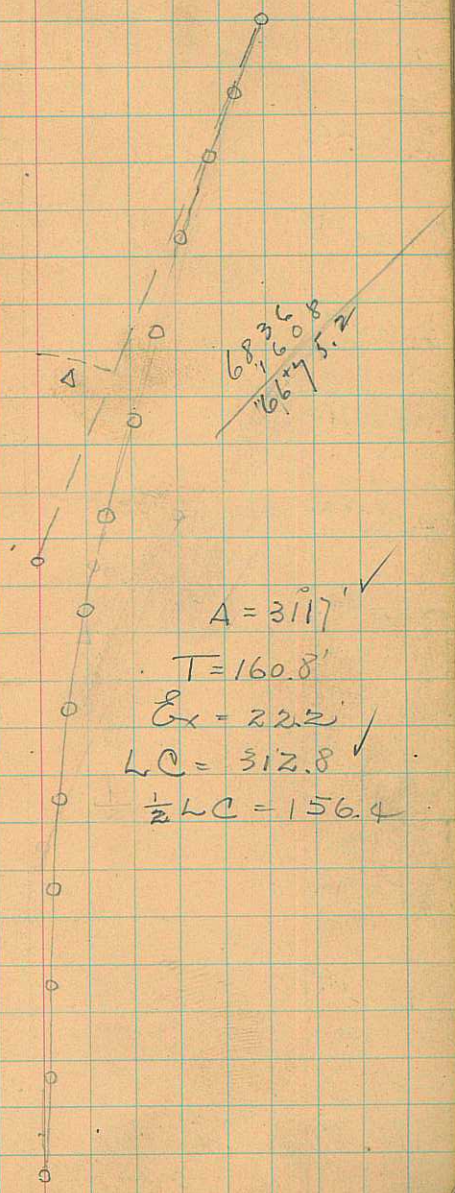 68,36
1608
66+75.2
Δ
Δ = 31°17'✓
T = 160.8'
Ex = 22.2'
LC = 312.8 ✓
½ LC = 156.4